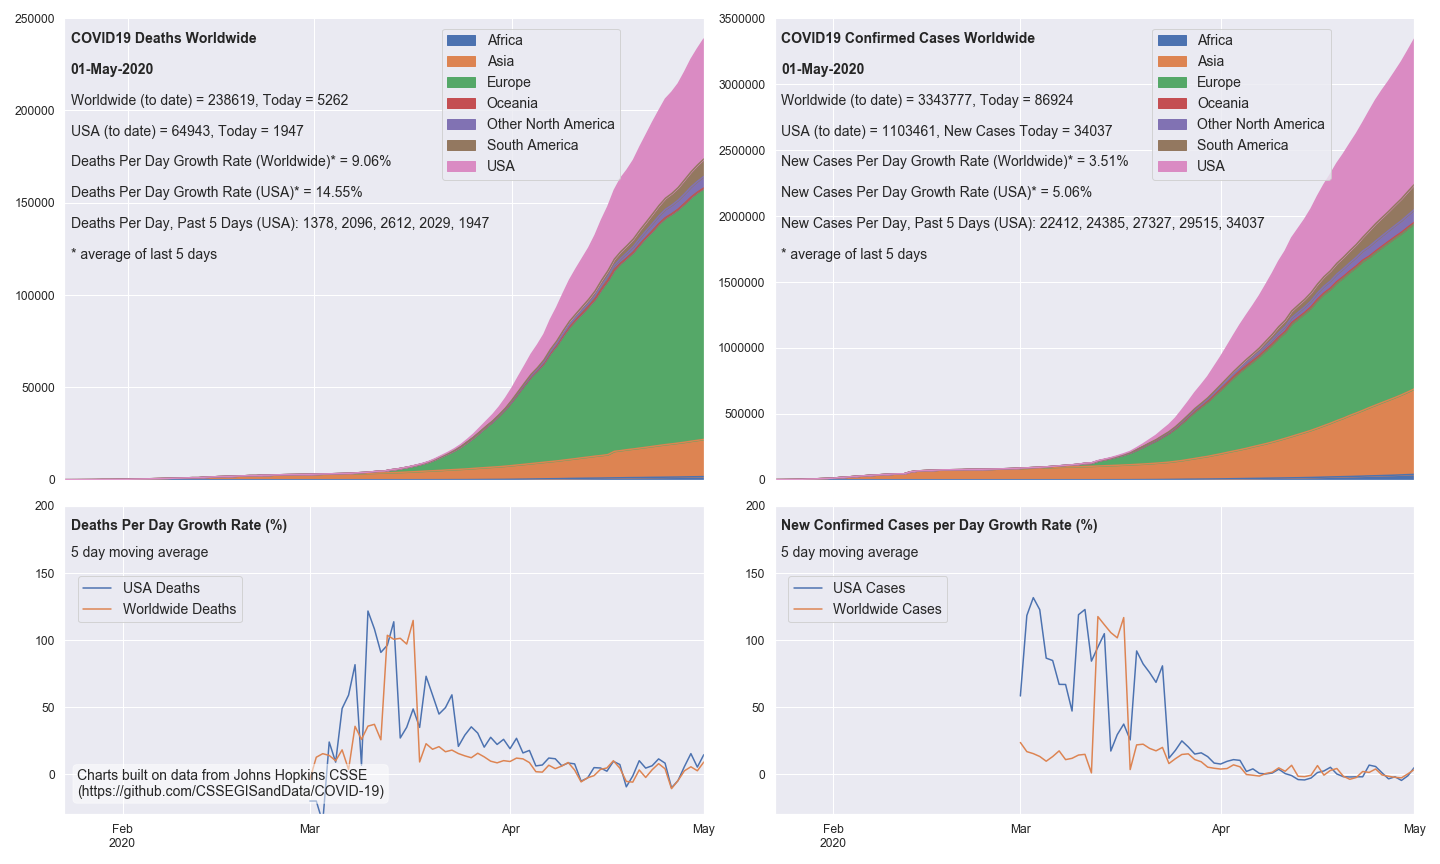 250000
200000
150000
100000
50000
0
COVID19 Deaths Worldwide
01-May-2020
Worldwide (to date) = 238619, Today = 5262
USA (to date) = 64943, Today = 1947
Deaths Per Day Growth Rate (Worldwide)* = 9.06%
Deaths Per Day Growth Rate (USA)* = 14.55%
Deaths Per Day, Past 5 Days (USA): 1378, 2096, 2612, 2029, 1947
* average of last 5 days
Africa
Asia
Europe
Oceania
Other North America
South America
USA
3500000
3000000
2500000
2000000
1500000
1000000
500000
0
COVID19 Confirmed Cases Worldwide
01-May-2020
Worldwide (to date) = 3343777, Today = 86924
USA (to date) = 1103461, New Cases Today = 34037
New Cases Per Day Growth Rate (Worldwide)* = 3.51%
New Cases Per Day Growth Rate (USA)* = 5.06%
New Cases Per Day, Past 5 Days (USA): 22412, 24385, 27327, 29515, 34037
* average of last 5 days
Africa
Asia
Europe
Oceania
Other North America
South America
USA
200
150
100
50
0
Deaths Per Day Growth Rate (%)
5 day moving average
USA Deaths
Worldwide Deaths
Charts built on data from Johns Hopkins CSSE
(https://github.com/CSSEGISandData/COVID-19)
Feb
2020
Mar
Apr
May
200
150
100
50
0
New Confirmed Cases per Day Growth Rate (%)
5 day moving average
USA Cases
Worldwide Cases
Feb
2020
Mar
Apr
May